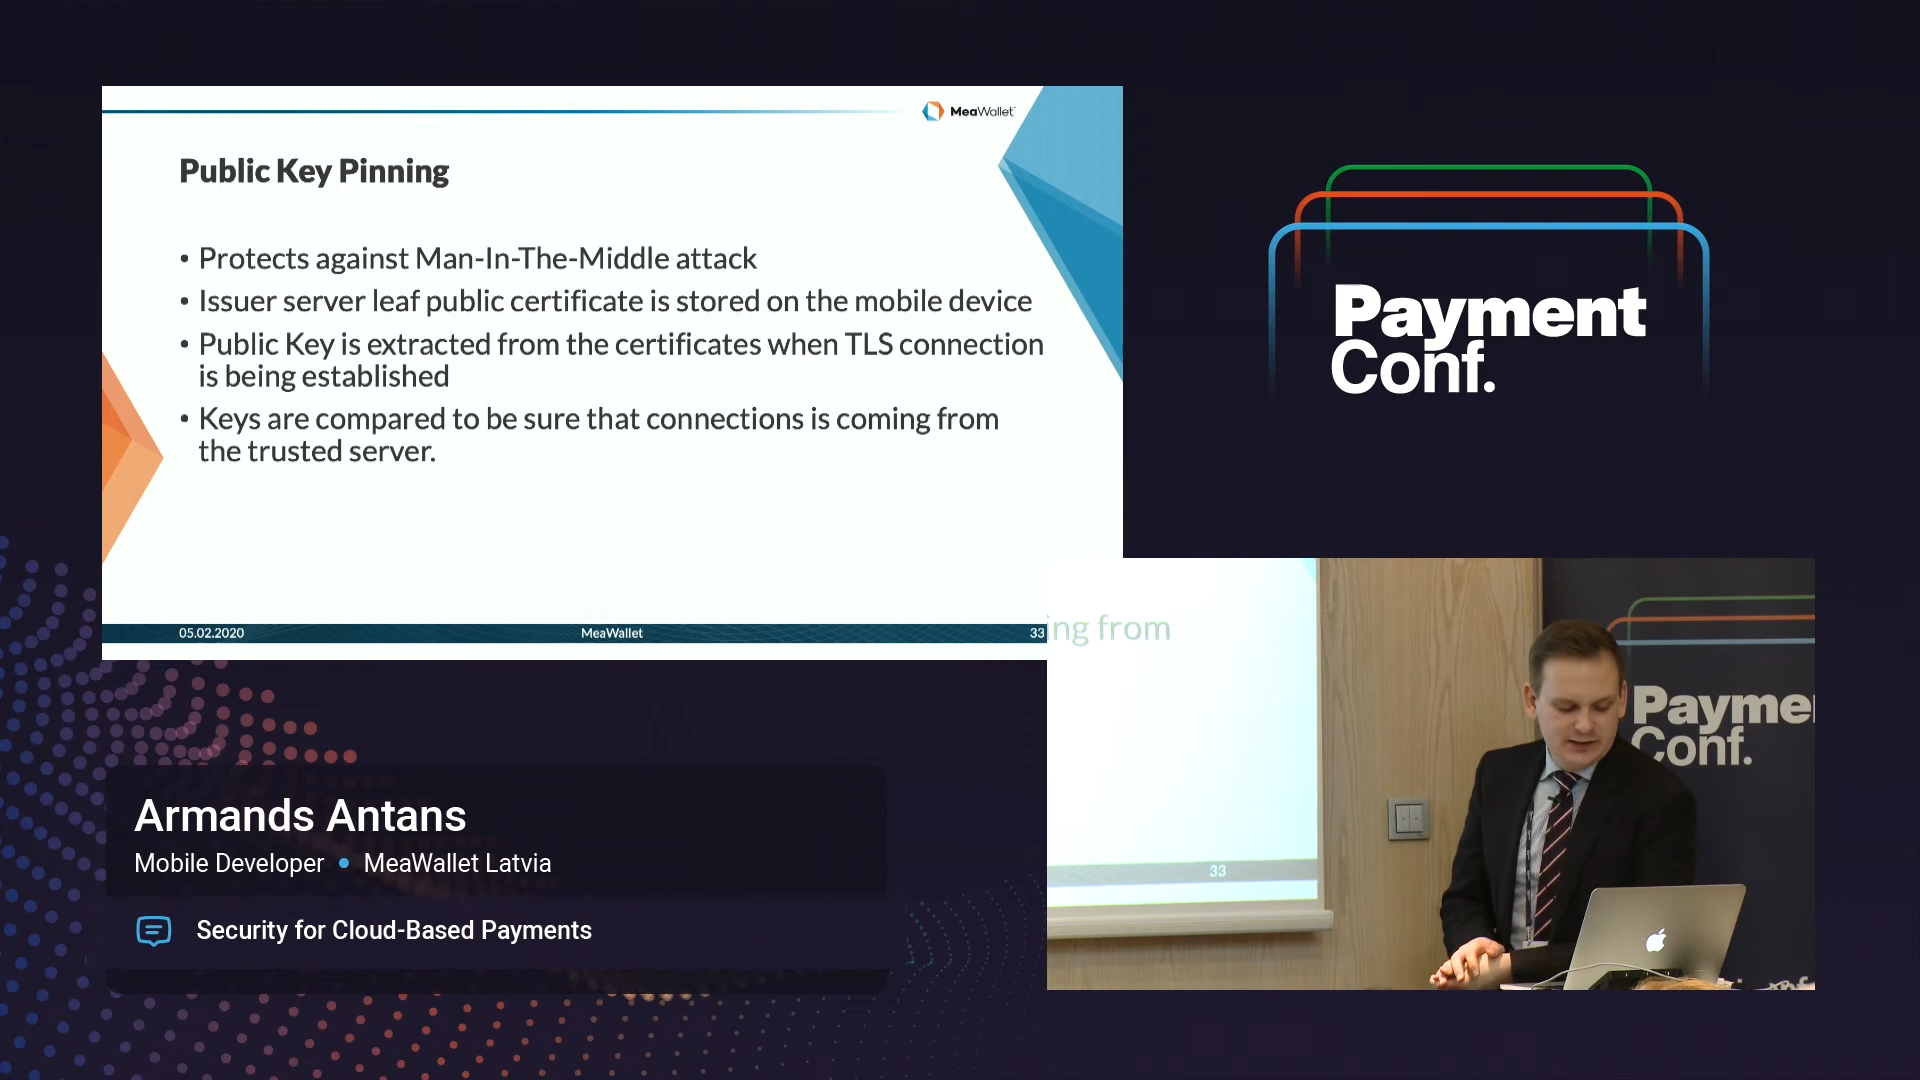 MeaWallet
Public Key Pinning
• Protects against Man-In-The-Middle attack
• Issuer server leaf public certificate is stored on the mobile device
• Public Key is extracted from the certificates when TLS connection
is being established
• Keys are compared to be sure that connections is coming from
the trusted server.
05.02.2020
MeaWallet
33
Payment
Conf.
ing from
33
Payme
Conf.
Armands Antans
Mobile Developer • MeaWallet Latvia
Security for Cloud-Based Payments